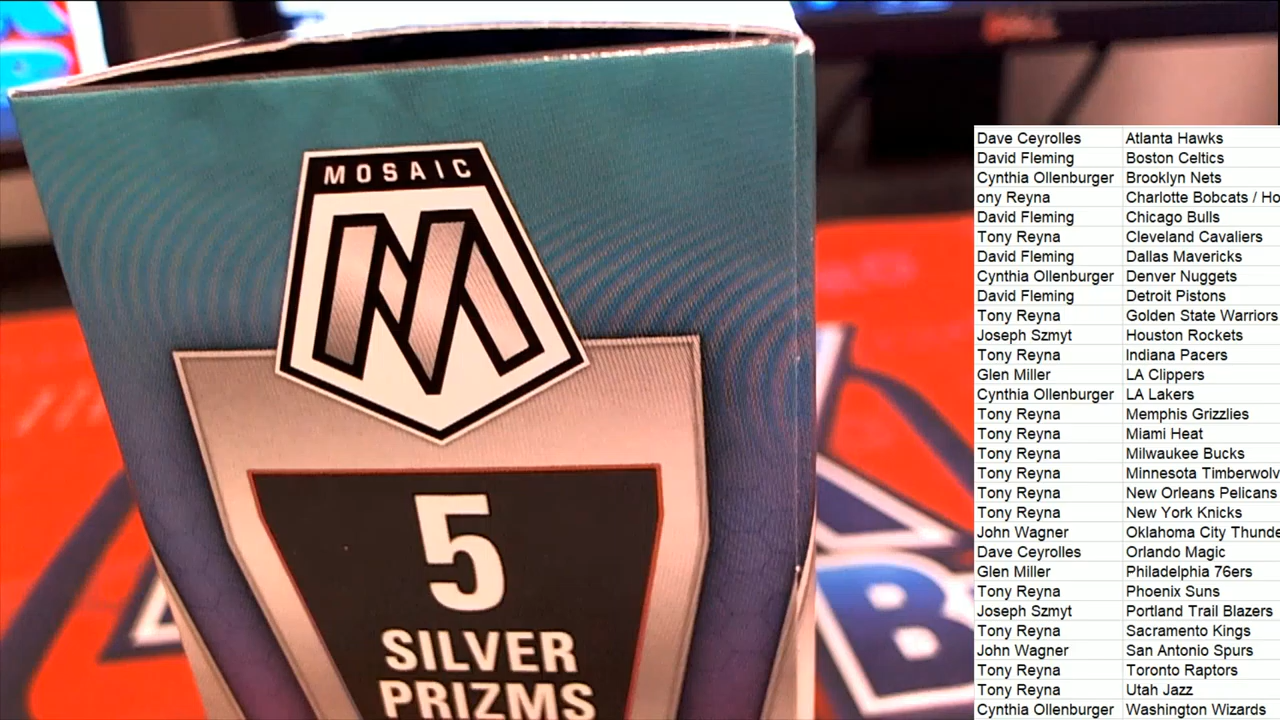 MOSAIC
M
5
SILVER
PRIZMS
DELL
B
Dave Ceyrolles Atlanta Hawks
David Fleming Boston Celtics
Cynthia Ollenburger Brooklyn Nets
ony Reyna Charlotte Bobcats / Ho
David Fleming Chicago Bulls
Tony Reyna Cleveland Cavaliers
David Fleming Dallas Mavericks
Cynthia Ollenburger Denver Nuggets
David Fleming Detroit Pistons
Tony Reyna Golden State Warriors
Joseph Szmyt Houston Rockets
Tony Reyna Indiana Pacers
Glen Miller LA Clippers
Cynthia Ollenburger LA Lakers
Tony Reyna Memphis Grizzlies
Tony Reyna Miami Heat
Tony Reyna Milwaukee Bucks
Tony Reyna Minnesota Timberwolv
Tony Reyna New Orleans Pelicans
Tony Reyna New York Knicks
John Wagner Oklahoma City Thunde
Dave Ceyrolles Orlando Magic
Glen Miller Philadelphia 76ers
Tony Reyna Phoenix Suns
Joseph Szmyt Portland Trail Blazers
Tony Reyna Sacramento Kings
John Wagner San Antonio Spurs
Tony Reyna Toronto Raptors
Tony Reyna Utah Jazz
Cynthia Ollenburger Washington Wizards